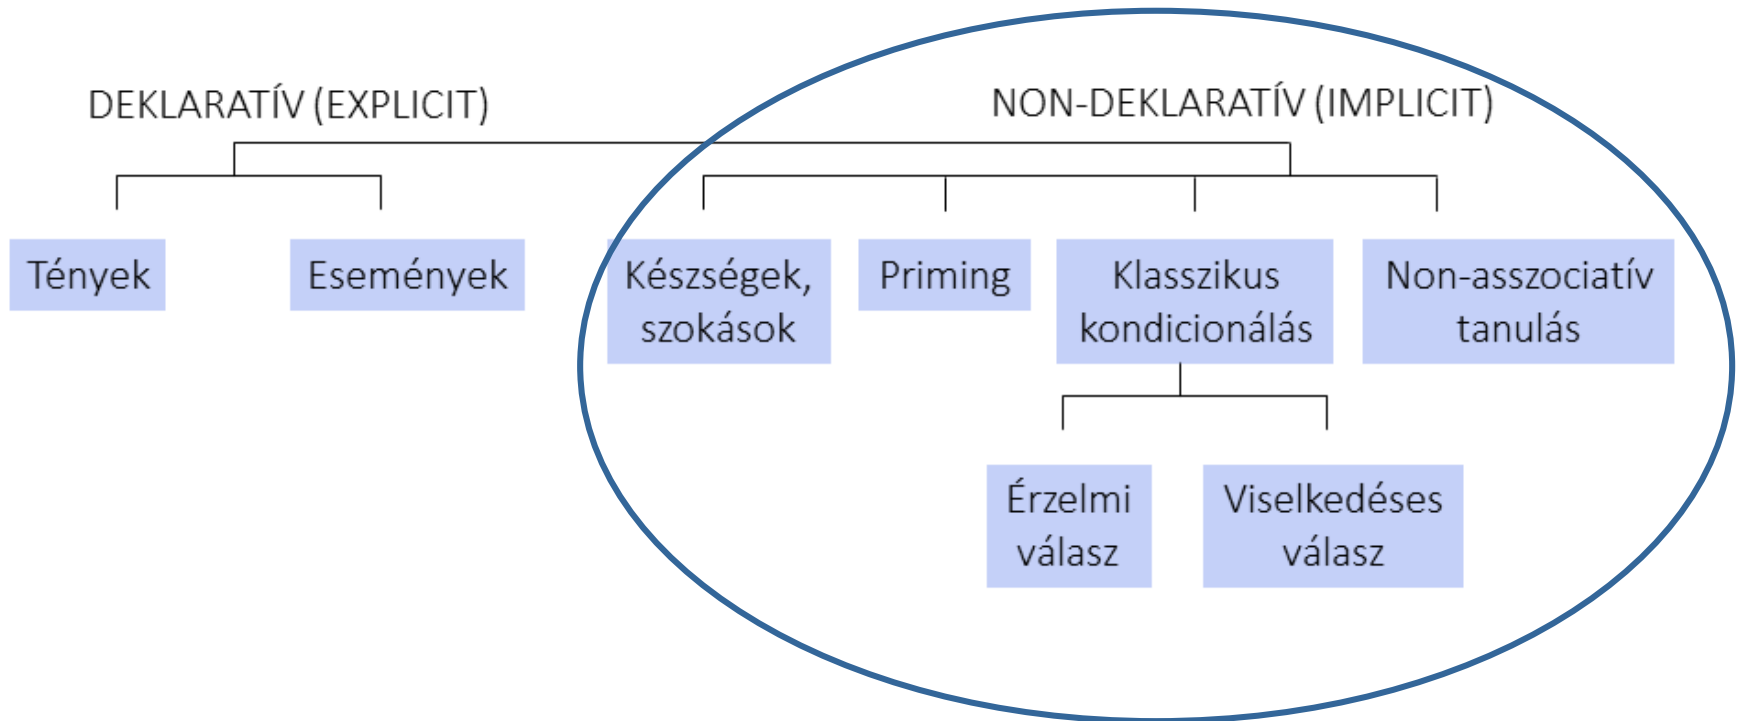 DEKLARATÍV (EXPLICIT)
NON-DEKLARATÍV (IMPLICIT)
Tények
Események
Készségek,
szokások
Priming
Klasszikus
kondicionálás
Non-asszociatív
tanulás
Érzelmi
válasz
Viselkedéses
válasz